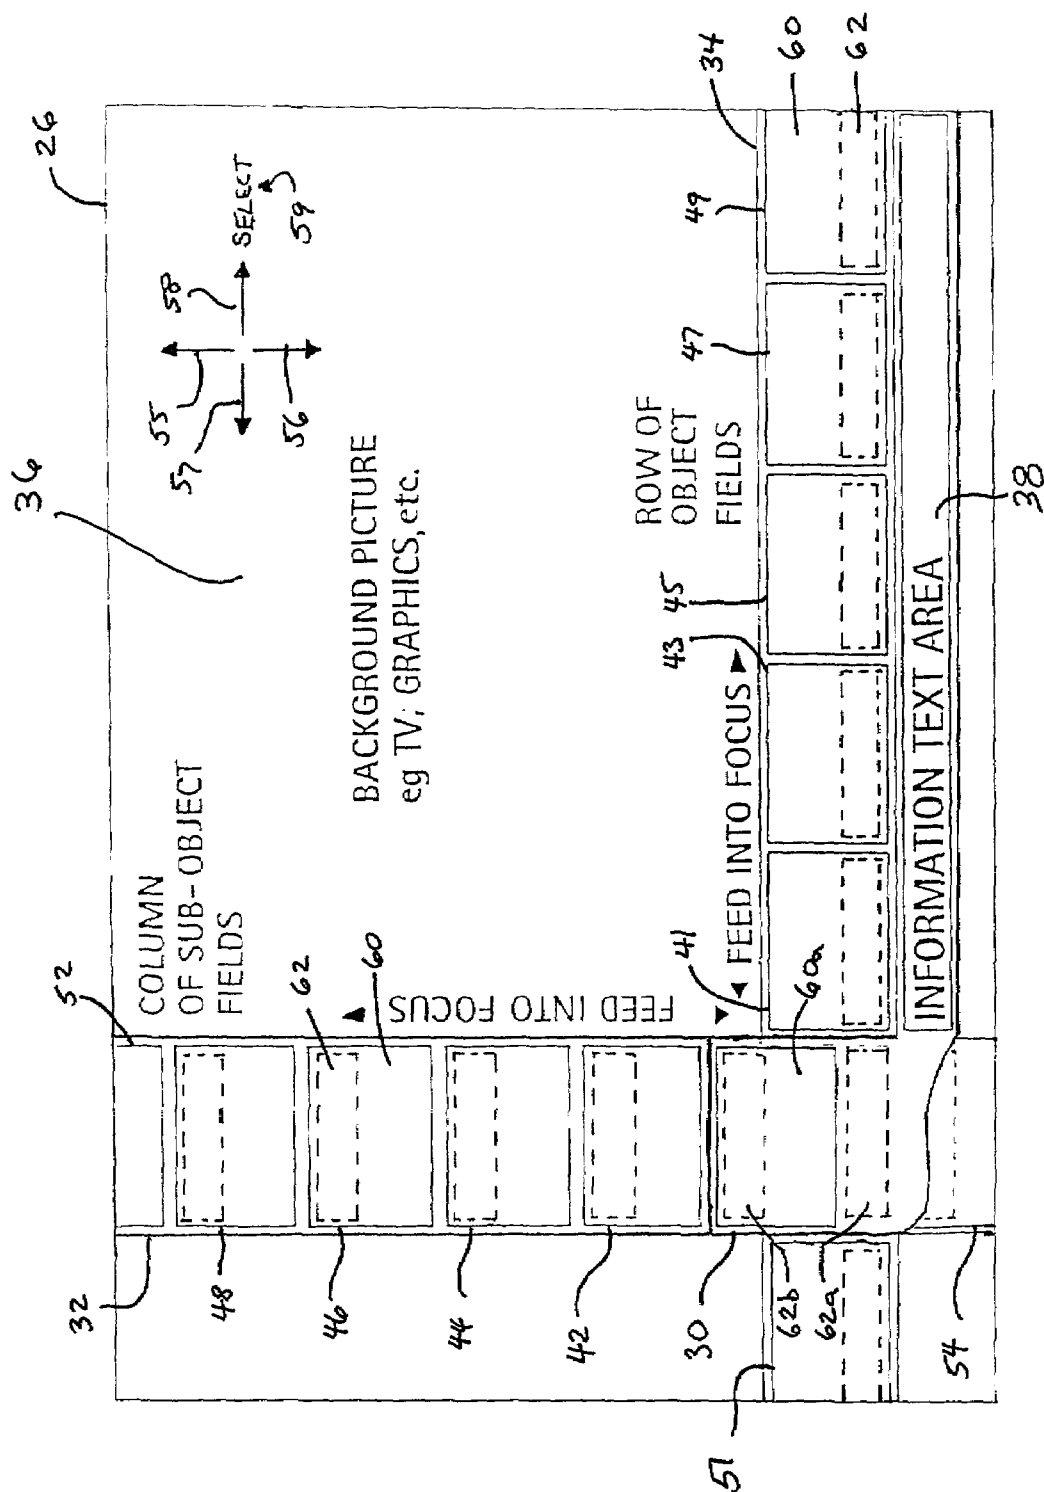 36
26
52
32
COLUMN
OF SUB-OBJECT
FIELDS
55
58
57
SELECT
56
59
48
62
46
60
BACKGROUND PICTURE
eg TV; GRAPHICS, etc.
44
FEED INTO FOCUS
42
ROW OF
OBJECT
FIELDS
30
41
43
45
47
49
34
FEED INTO FOCUS
51
62b
60a
60
62a
62
INFORMATION TEXT AREA
54
38